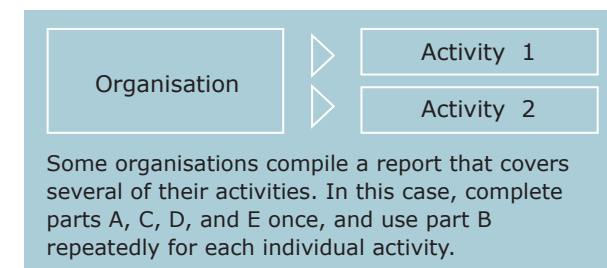 Organisation
Activity 1
Activity 2
Some organisations compile a report that covers
several of their activities. In this case, complete
parts A, C, D, and E once, and use part B
repeatedly for each individual activity.